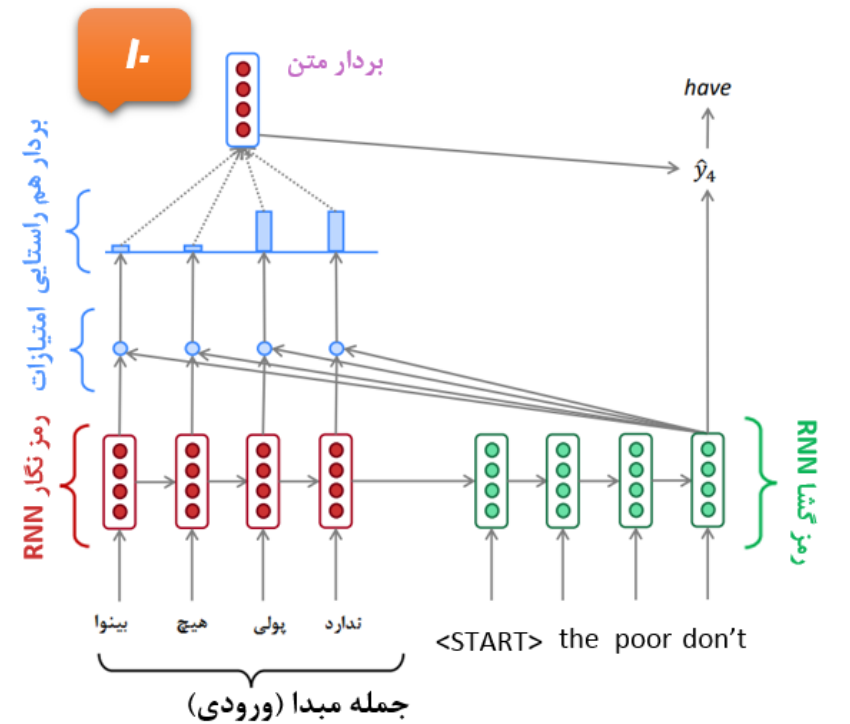 ۱۰
بردار متن
have
ŷ4
بردار هم راستایی
امتیازات
رمز نگار RNN
رمز گشا RNN
بینوا هیچ پولی ندارد
<START> the poor don't
جمله مبدا (ورودی)